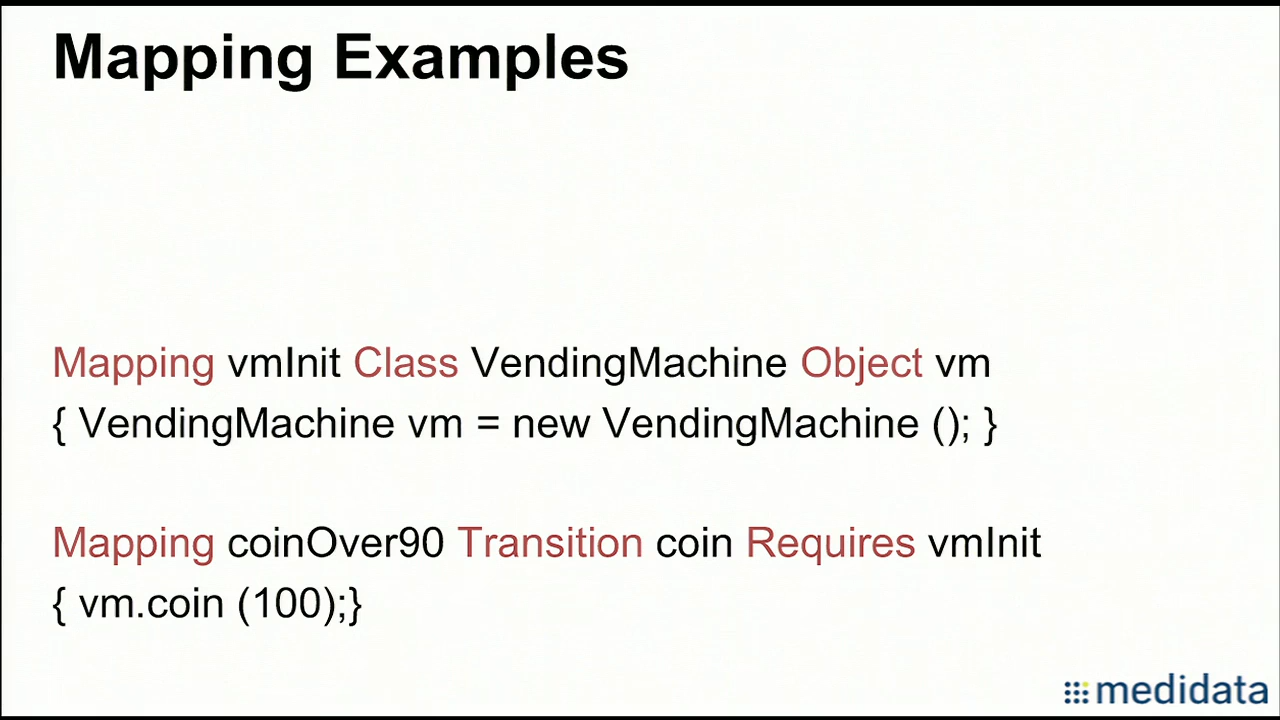 Mapping Examples
Mapping vmInit Class VendingMachine Object vm
{ VendingMachine vm = new VendingMachine (); }
Mapping coinOver90 Transition coin Requires vmInit
{ vm.coin (100);}
medidata